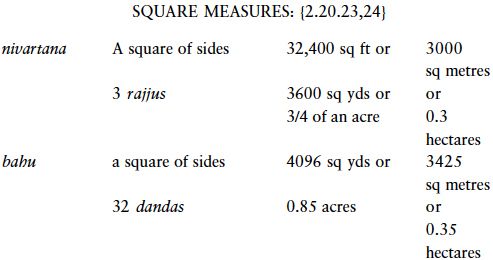 SQUARE MEASURES: {2.20.23,24}
nivartana A square of sides 32,400 sq ft or 3000
sq metres
3 rajjus 3600 sq yds or or
3/4 of an acre 0.3
hectares
bahu a square of sides 4096 sq yds or 3425
sq metres
32 dandas 0.85 acres or
0.35
hectares